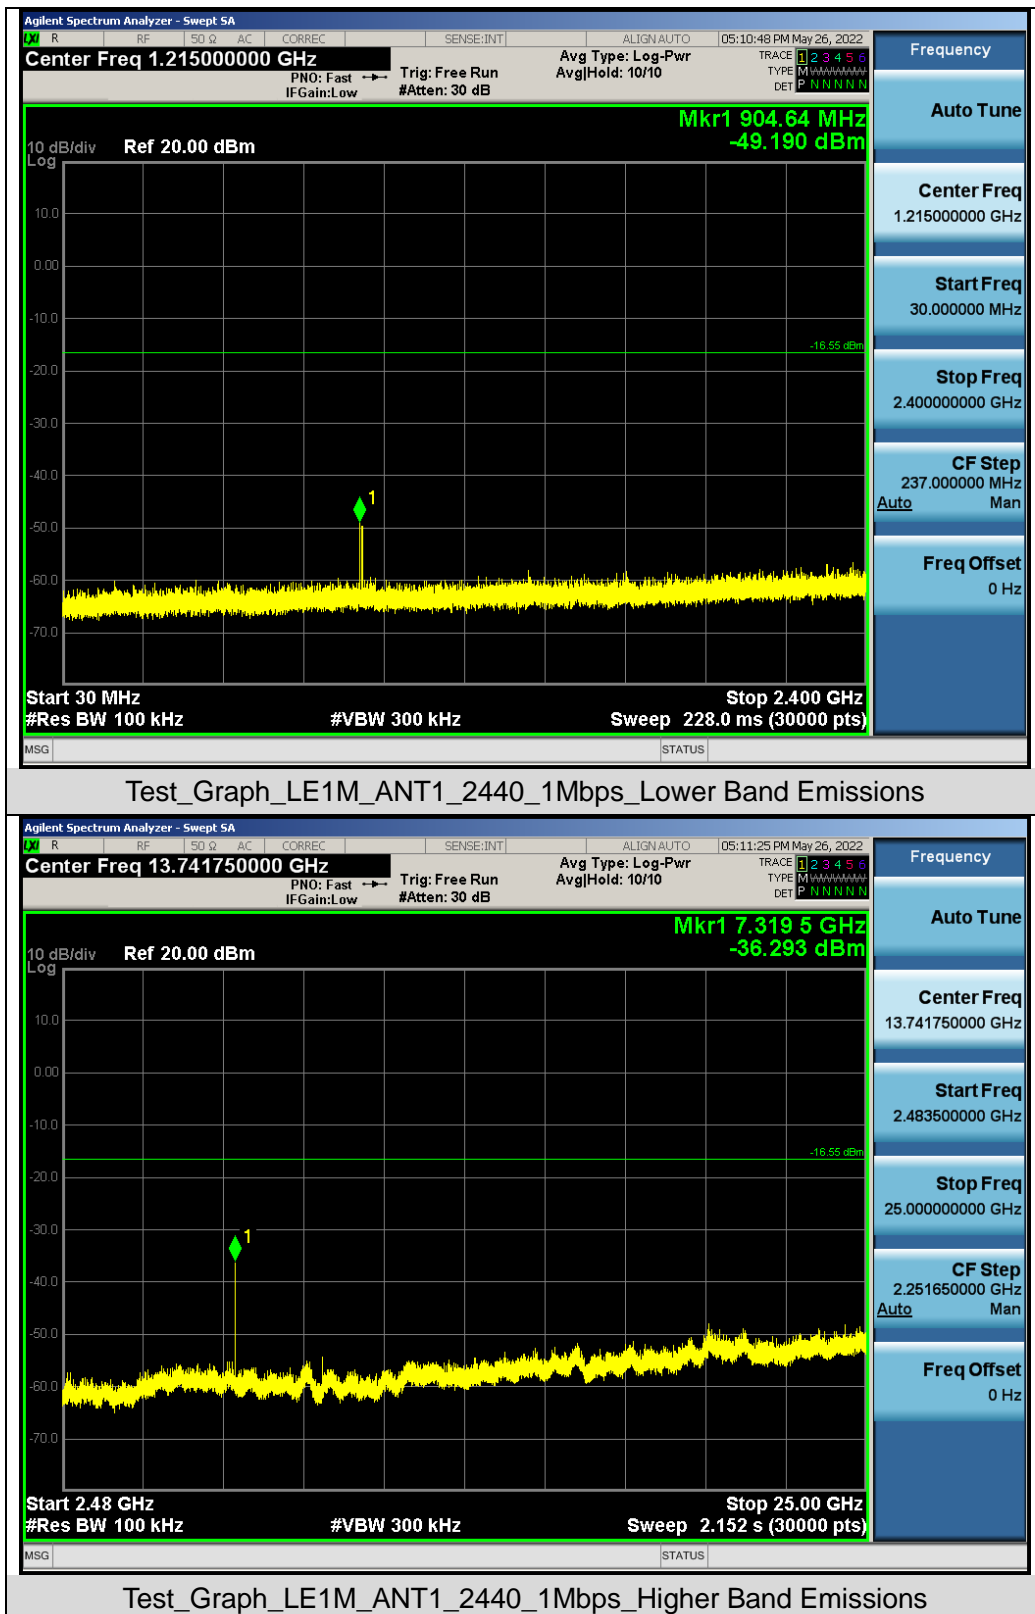 Agilent Spectrum Analyzer - Swept SA
LXI R RF 50 Ω AC CORREC SENSE:INT ALIGN AUTO 05:10:48 PM May 26, 2022
Center Freq 1.215000000 GHz
PNO: Fast
IFGain:Low
Trig: Free Run
#Atten: 30 dB
Avg Type: Log-Pwr
Avg|Hold: 10/10
TRACE 1 2 3 4 5 6
TYPE M
DET P N N N N N
Mkr1 904.64 MHz
-49.190 dBm
10 dB/div Ref 20.00 dBm
Log
10.0
0.00
-10.0
-16.55 dBm
-20.0
-30.0
-40.0
1
-50.0
-60.0
-70.0
Start 30 MHz Stop 2.400 GHz
#Res BW 100 kHz #VBW 300 kHz Sweep 228.0 ms (30000 pts)
MSG STATUS
Frequency
Auto Tune
Center Freq
1.215000000 GHz
Start Freq
30.000000 MHz
Stop Freq
2.400000000 GHz
CF Step
237.000000 MHz
Auto Man
Freq Offset
0 Hz
Test_Graph_LE1M_ANT1_2440_1Mbps_Lower Band Emissions
Agilent Spectrum Analyzer - Swept SA
LXI R RF 50 Ω AC CORREC SENSE:INT ALIGN AUTO 05:11:25 PM May 26, 2022
Center Freq 13.741750000 GHz
PNO: Fast
IFGain:Low
Trig: Free Run
#Atten: 30 dB
Avg Type: Log-Pwr
Avg|Hold: 10/10
TRACE 1 2 3 4 5 6
TYPE M
DET P N N N N N
Mkr1 7.319 5 GHz
-36.293 dBm
10 dB/div Ref 20.00 dBm
Log
10.0
0.00
-10.0
-16.55 dBm
-20.0
-30.0
1
-40.0
-50.0
-60.0
-70.0
Start 2.48 GHz Stop 25.00 GHz
#Res BW 100 kHz #VBW 300 kHz Sweep 2.152 s (30000 pts)
MSG STATUS
Frequency
Auto Tune
Center Freq
13.741750000 GHz
Start Freq
2.483500000 GHz
Stop Freq
25.000000000 GHz
CF Step
2.251650000 GHz
Auto Man
Freq Offset
0 Hz
Test_Graph_LE1M_ANT1_2440_1Mbps_Higher Band Emissions